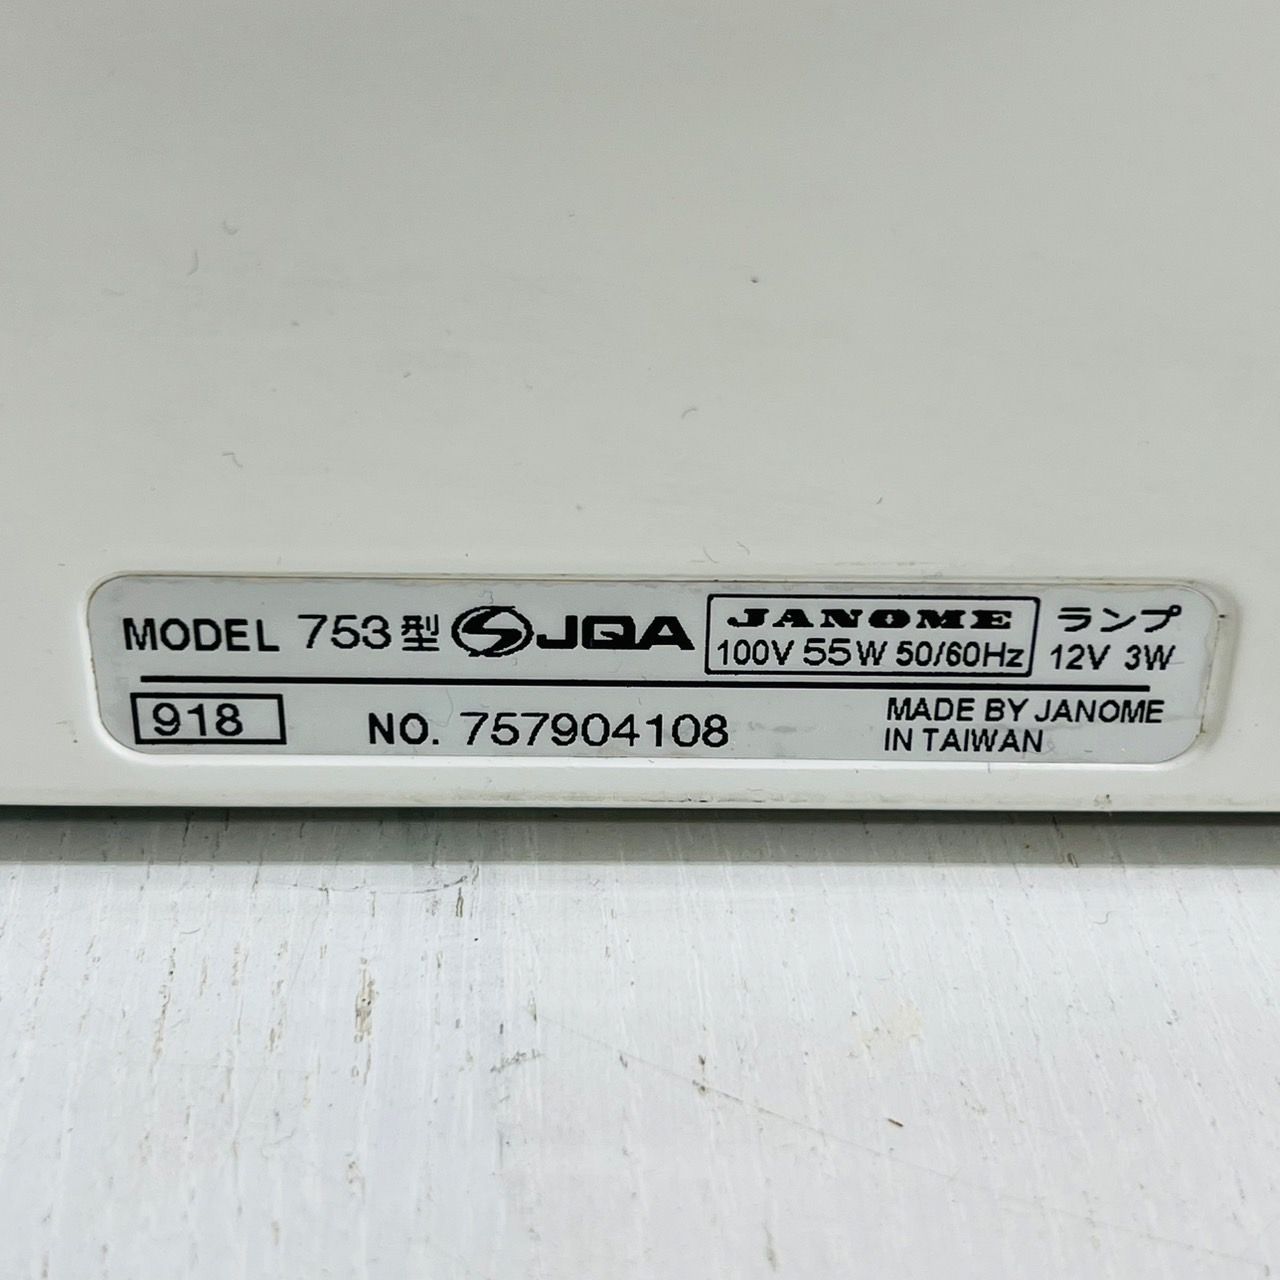 MODEL 753型 JQA JANOME ランプ
100V 55W 50/60Hz 12V 3W
918 NO. 757904108 MADE BY JANOME
IN TAIWAN